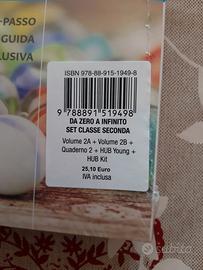 -PASSO
GUIDA
LUSIVA
ISBN 978-88-915-1949-8
9 788891 519498
DA ZERO A INFINITO
SET CLASSE SECONDA
Volume 2A + Volume 2B +
Quaderno 2 + HUB Young +
HUB Kit
25,10 Euro
IVA inclusa
subito